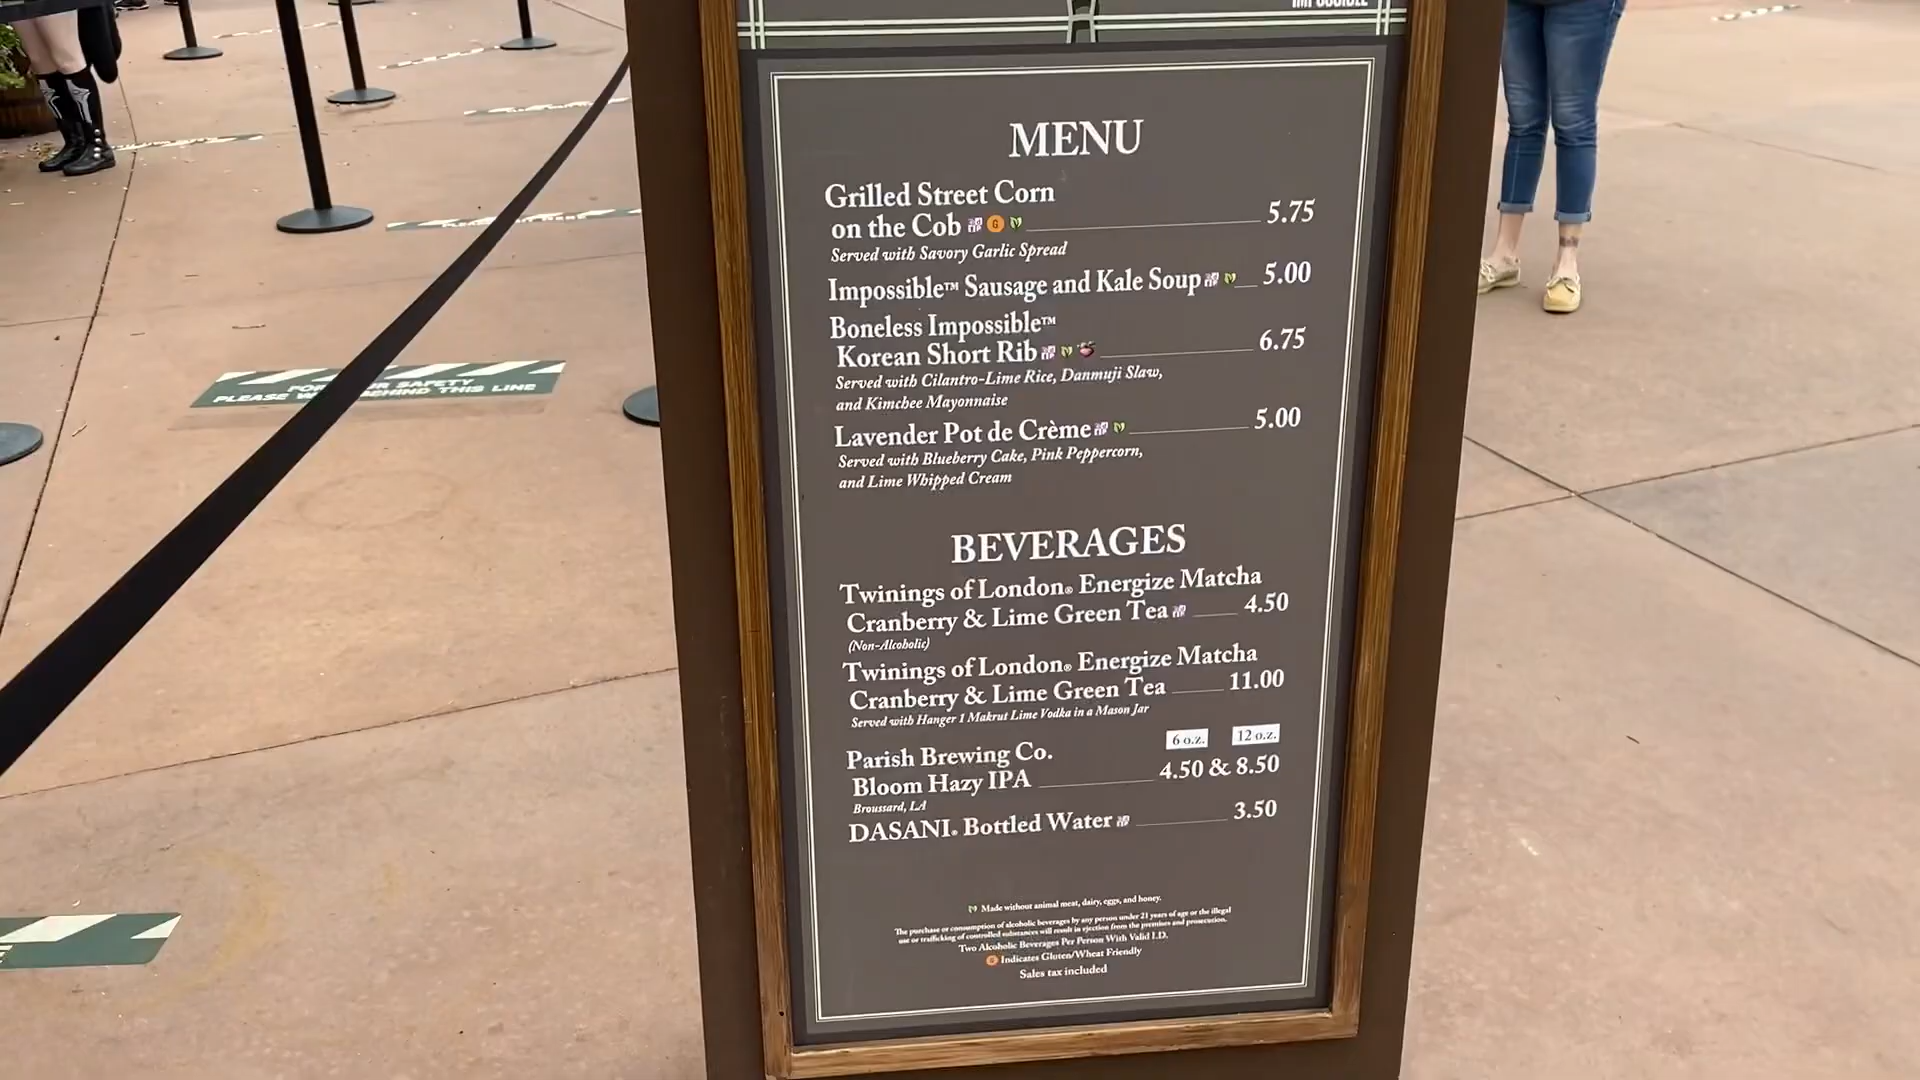 MENU
Grilled Street Corn
on the Cob 5.75
Served with Savory Garlic Spread
Impossible™ Sausage and Kale Soup 5.00
Boneless Impossible™
Korean Short Rib 6.75
Served with Cilantro-Lime Rice, Danmuji Slaw,
and Kimchee Mayonnaise
Lavender Pot de Crème 5.00
Served with Blueberry Cake, Pink Peppercorn,
and Lime Whipped Cream
BEVERAGES
Twinings of London® Energize Matcha
Cranberry & Lime Green Tea 4.50
(Non-Alcoholic)
Twinings of London® Energize Matcha
Cranberry & Lime Green Tea 11.00
Served with Hanger 1 Makrut Lime Vodka in a Mason Jar
6 o.z. 12 o.z.
Parish Brewing Co.
Bloom Hazy IPA 4.50 & 8.50
Broussard, LA
DASANI® Bottled Water 3.50
Made without animal meat, dairy, eggs, and honey.
The purchase or consumption of alcoholic beverages by any person under 21 years of age or the illegal
use or trafficking of controlled substances will result in ejection from the premises and prosecution.
Two Alcoholic Beverages Per Person With Valid I.D.
G Indicates Gluten/Wheat Friendly
Sales tax included
SAFETY
PLEASE BEHIND THIS LINE